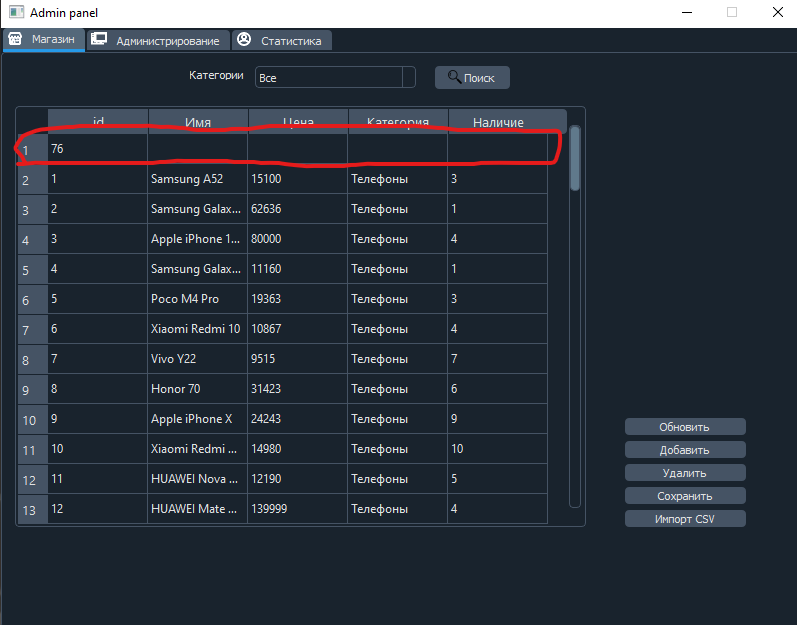 Admin panel
Магазин Администрирование Статистика
Категории Все Поиск
id Имя Цена Категория Наличие
1 76
2 1 Samsung A52 15100 Телефоны 3
3 2 Samsung Galax... 62636 Телефоны 1
4 3 Apple iPhone 1... 80000 Телефоны 4
5 4 Samsung Galax... 11160 Телефоны 1
6 5 Poco M4 Pro 19363 Телефоны 3
7 6 Xiaomi Redmi 10 10867 Телефоны 4
8 7 Vivo Y22 9515 Телефоны 7
9 8 Honor 70 31423 Телефоны 6
10 9 Apple iPhone X 24243 Телефоны 9
11 10 Xiaomi Redmi ... 14980 Телефоны 10
12 11 HUAWEI Nova ... 12190 Телефоны 5
13 12 HUAWEI Mate ... 139999 Телефоны 4
Обновить
Добавить
Удалить
Сохранить
Импорт CSV